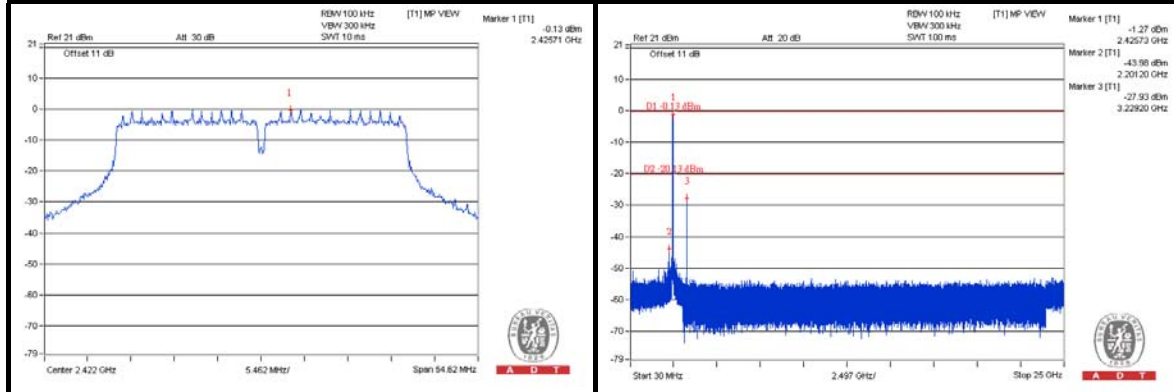 RBW 100 kHz [T1] MP VIEW
VBW 300 kHz
Ref 21 dBm Att 30 dB SWT 10 ms
Marker 1 [T1]
-0.13 dBm
2.42571 GHz
Offset 11 dB
21
10
0
-10
-20
-30
-40
-50
-60
-70
-79
1
Center 2.422 GHz 5.462 MHz/ Span 54.62 MHz
BUREAU VERITAS
1828
A D T
RBW 100 kHz [T1] MP VIEW
VBW 300 kHz
Ref 21 dBm Att 20 dB SWT 100 ms
Marker 1 [T1]
-1.27 dBm
2.42573 GHz
Marker 2 [T1]
-43.98 dBm
2.20120 GHz
Marker 3 [T1]
-27.93 dBm
3.22920 GHz
Offset 11 dB
21
10
0
-10
-20
-30
-40
-50
-60
-70
-79
1
D1 -0.13 dBm
D2 -20.13 dBm
3
2
Start 30 MHz 2.497 GHz/ Stop 25 GHz
BUREAU VERITAS
1828
A D T